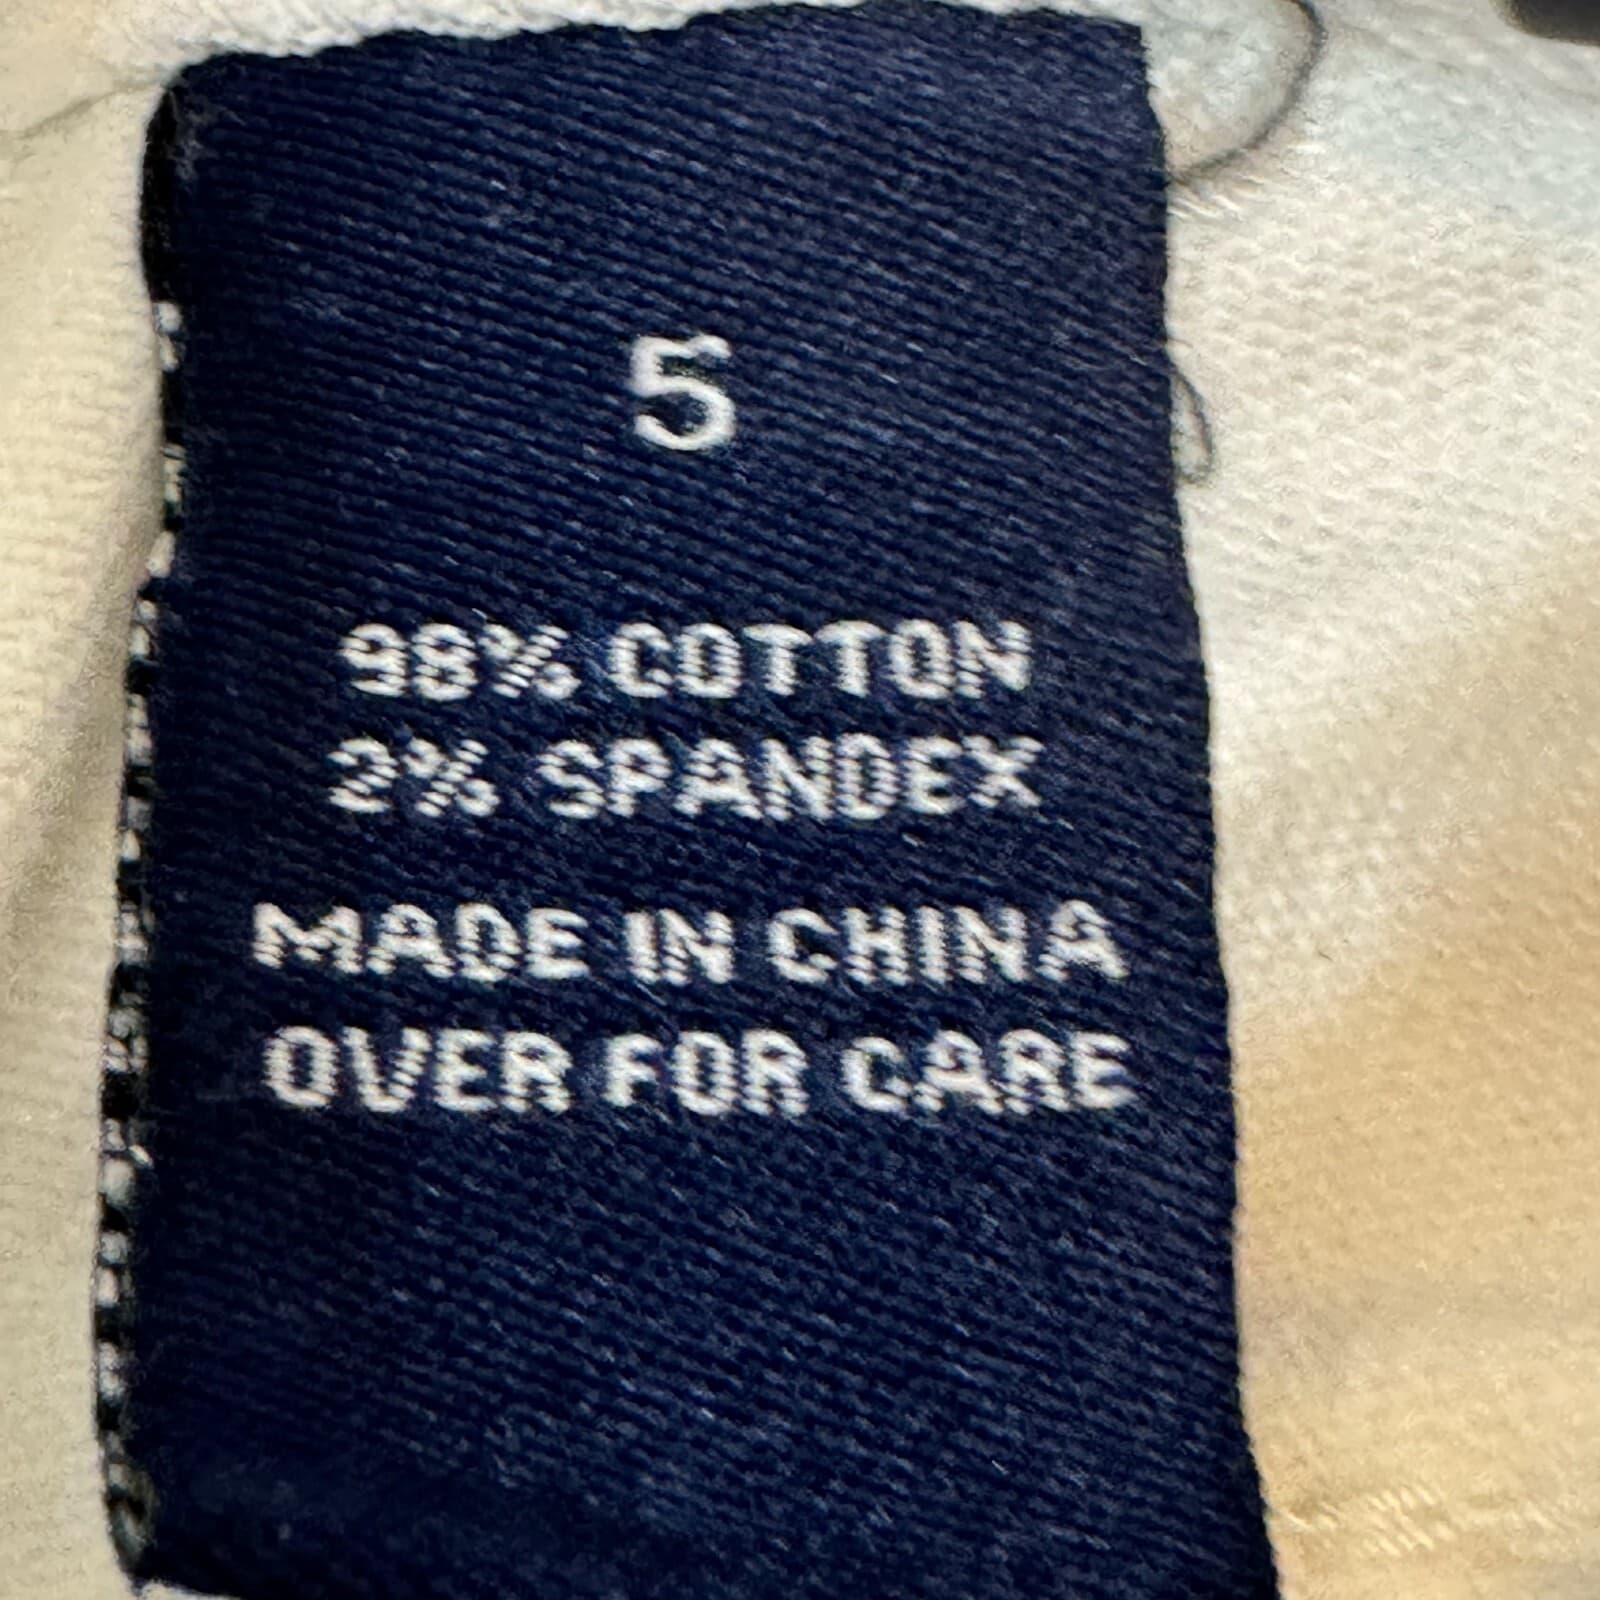 5
98% COTTON
2% SPANDEX
MADE IN CHINA
OVER FOR CARE